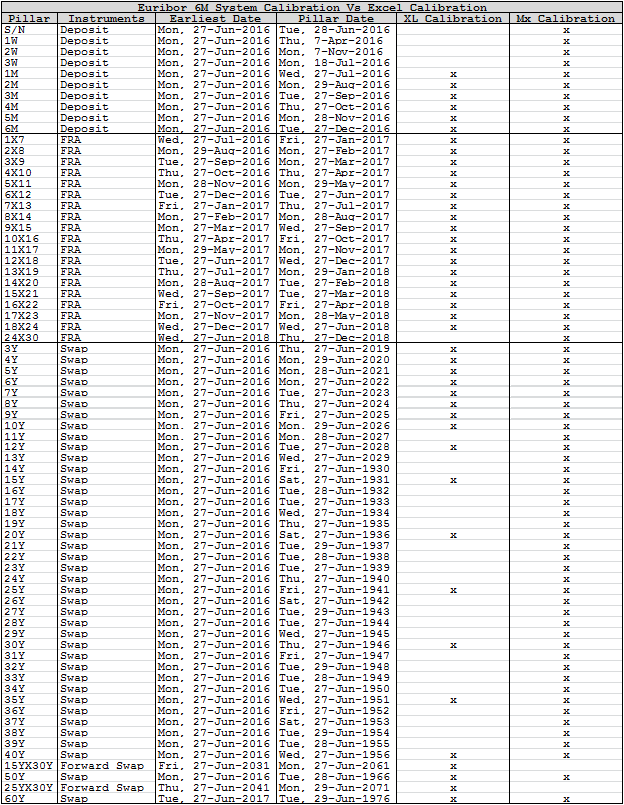 Euribor 6M System Calibration Vs Excel Calibration
Pillar Instruments Earliest Date Pillar Date XL Calibration Mx Calibration
S/N Deposit Mon, 27-Jun-2016 Tue, 28-Jun-2016 x
1W Deposit Mon, 27-Jun-2016 Thu, 7-Apr-2016 x
2W Deposit Mon, 27-Jun-2016 Mon, 7-Nov-2016 x
3W Deposit Mon, 27-Jun-2016 Mon, 18-Jul-2016 x
1M Deposit Mon, 27-Jun-2016 Wed, 27-Jul-2016 x x
2M Deposit Mon, 27-Jun-2016 Mon, 29-Aug-2016 x x
3M Deposit Mon, 27-Jun-2016 Tue, 27-Sep-2016 x x
4M Deposit Mon, 27-Jun-2016 Thu, 27-Oct-2016 x x
5M Deposit Mon, 27-Jun-2016 Mon, 28-Nov-2016 x x
6M Deposit Mon, 27-Jun-2016 Tue, 27-Dec-2016 x x
1X7 FRA Wed, 27-Jul-2016 Fri, 27-Jan-2017 x x
2X8 FRA Mon, 29-Aug-2016 Mon, 27-Feb-2017 x x
3X9 FRA Tue, 27-Sep-2016 Mon, 27-Mar-2017 x x
4X10 FRA Thu, 27-Oct-2016 Thu, 27-Apr-2017 x x
5X11 FRA Mon, 28-Nov-2016 Mon, 29-May-2017 x x
6X12 FRA Tue, 27-Dec-2016 Tue, 27-Jun-2017 x x
7X13 FRA Fri, 27-Jan-2017 Thu, 27-Jul-2017 x x
8X14 FRA Mon, 27-Feb-2017 Mon, 28-Aug-2017 x x
9X15 FRA Mon, 27-Mar-2017 Wed, 27-Sep-2017 x x
10X16 FRA Thu, 27-Apr-2017 Fri, 27-Oct-2017 x x
11X17 FRA Mon, 29-May-2017 Mon, 27-Nov-2017 x x
12X18 FRA Tue, 27-Jun-2017 Wed, 27-Dec-2017 x x
13X19 FRA Thu, 27-Jul-2017 Mon, 29-Jan-2018 x x
14X20 FRA Mon, 28-Aug-2017 Tue, 27-Feb-2018 x x
15X21 FRA Wed, 27-Sep-2017 Tue, 27-Mar-2018 x x
16X22 FRA Fri, 27-Oct-2017 Fri, 27-Apr-2018 x x
17X23 FRA Mon, 27-Nov-2017 Mon, 28-May-2018 x x
18X24 FRA Wed, 27-Dec-2017 Wed, 27-Jun-2018 x x
24X30 FRA Wed, 27-Jun-2018 Thu, 27-Dec-2018 x
3Y Swap Mon, 27-Jun-2016 Thu, 27-Jun-2019 x x
4Y Swap Mon, 27-Jun-2016 Mon, 29-Jun-2020 x x
5Y Swap Mon, 27-Jun-2016 Mon, 28-Jun-2021 x x
6Y Swap Mon, 27-Jun-2016 Mon, 27-Jun-2022 x x
7Y Swap Mon, 27-Jun-2016 Tue, 27-Jun-2023 x x
8Y Swap Mon, 27-Jun-2016 Thu, 27-Jun-2024 x x
9Y Swap Mon, 27-Jun-2016 Fri, 27-Jun-2025 x x
10Y Swap Mon. 27-Jun-2016 Mon. 29-Jun-2026 x x
11Y Swap Mon, 27-Jun-2016 Mon. 28-Jun-2027 x
12Y Swap Mon, 27-Jun-2016 Tue, 27-Jun-2028 x x
13Y Swap Mon, 27-Jun-2016 Wed, 27-Jun-2029 x
14Y Swap Mon, 27-Jun-2016 Fri, 27-Jun-1930 x
15Y Swap Mon, 27-Jun-2016 Sat, 27-Jun-1931 x x
16Y Swap Mon, 27-Jun-2016 Tue, 28-Jun-1932 x
17Y Swap Mon, 27-Jun-2016 Tue, 27-Jun-1933 x
18Y Swap Mon, 27-Jun-2016 Wed, 27-Jun-1934 x
19Y Swap Mon, 27-Jun-2016 Thu, 27-Jun-1935 x
20Y Swap Mon, 27-Jun-2016 Sat, 27-Jun-1936 x x
21Y Swap Mon, 27-Jun-2016 Tue, 29-Jun-1937 x
22Y Swap Mon, 27-Jun-2016 Tue, 28-Jun-1938 x
23Y Swap Mon, 27-Jun-2016 Tue, 27-Jun-1939 x
24Y Swap Mon, 27-Jun-2016 Thu, 27-Jun-1940 x
25Y Swap Mon, 27-Jun-2016 Fri, 27-Jun-1941 x x
26Y Swap Mon, 27-Jun-2016 Sat, 27-Jun-1942 x
27Y Swap Mon, 27-Jun-2016 Tue, 29-Jun-1943 x
28Y Swap Mon, 27-Jun-2016 Tue, 27-Jun-1944 x
29Y Swap Mon, 27-Jun-2016 Wed, 27-Jun-1945 x
30Y Swap Mon, 27-Jun-2016 Thu, 27-Jun-1946 x x
31Y Swap Mon, 27-Jun-2016 Fri, 27-Jun-1947 x
32Y Swap Mon, 27-Jun-2016 Tue, 29-Jun-1948 x
33Y Swap Mon, 27-Jun-2016 Tue, 28-Jun-1949 x
34Y Swap Mon, 27-Jun-2016 Tue, 27-Jun-1950 x
35Y Swap Mon, 27-Jun-2016 Wed, 27-Jun-1951 x x
36Y Swap Mon, 27-Jun-2016 Fri, 27-Jun-1952 x
37Y Swap Mon, 27-Jun-2016 Sat, 27-Jun-1953 x
38Y Swap Mon, 27-Jun-2016 Tue, 29-Jun-1954 x
39Y Swap Mon, 27-Jun-2016 Tue, 28-Jun-1955 x
40Y Swap Mon, 27-Jun-2016 Wed, 27-Jun-1956 x x
15YX30Y Forward Swap Fri, 27-Jun-2031 Mon, 27-Jun-2061 x
50Y Swap Mon, 27-Jun-2016 Tue, 28-Jun-1966 x x
25YX30Y Forward Swap Thu, 27-Jun-2041 Mon, 29-Jun-2071 x
60Y Swap Tue, 27-Jun-2017 Tue, 29-Jun-1976 x x